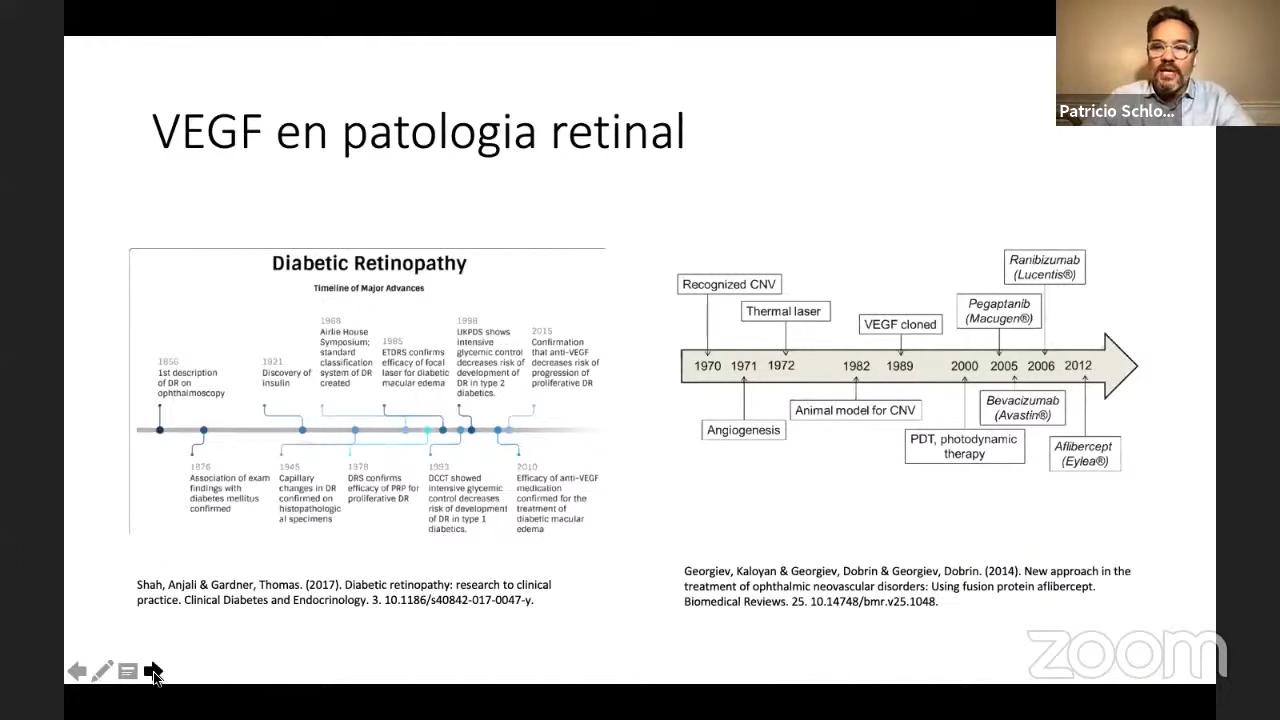 Patricio Schlo...
VEGF en patologia retinal
Diabetic Retinopathy
Timeline of Major Advances
1856
1st description
of DR on
ophthalmoscopy
1921
Discovery of
insulin
1968
Airlie House
Symposium;
standard
classification
system of DR
created
1985
ETDRS confirms
efficacy of focal
laser for diabetic
macular edema
1998
UKPDS shows
intensive
glycemic control
decreases risk of
development of
DR in type 2
diabetes.
2015
Confirmation
that anti-VEGF
decreases risk of
progression of
proliferative DR
1876
Association of exam
findings with
diabetes mellitus
confirmed
1945
Capillary
changes in DR
confirmed on
histopathologic
al specimens
1978
DRS confirms
efficacy of PRP for
proliferative DR
1993
DCCT showed
intensive glycemic
control decreases
risk of development
of DR in type 1
diabetes.
2010
Efficacy of anti-VEGF
medication
confirmed for the
treatment of
diabetic macular
edema
Shah, Anjali & Gardner, Thomas. (2017). Diabetic retinopathy: research to clinical
practice. Clinical Diabetes and Endocrinology. 3. 10.1186/s40842-017-0047-y.
Recognized CNV
Thermal laser
VEGF cloned
Pegaptanib
(Macugen®)
Ranibizumab
(Lucentis®)
1970 1971 1972 1982 1989 2000 2005 2006 2012
Angiogenesis
Animal model for CNV
PDT, photodynamic
therapy
Bevacizumab
(Avastin®)
Aflibercept
(Eylea®)
Georgiev, Kaloyan & Georgiev, Dobrin & Georgiev, Dobrin. (2014). New approach in the
treatment of ophthalmic neovascular disorders: Using fusion protein aflibercept.
Biomedical Reviews. 25. 10.14748/bmr.v25.1048.
zoom